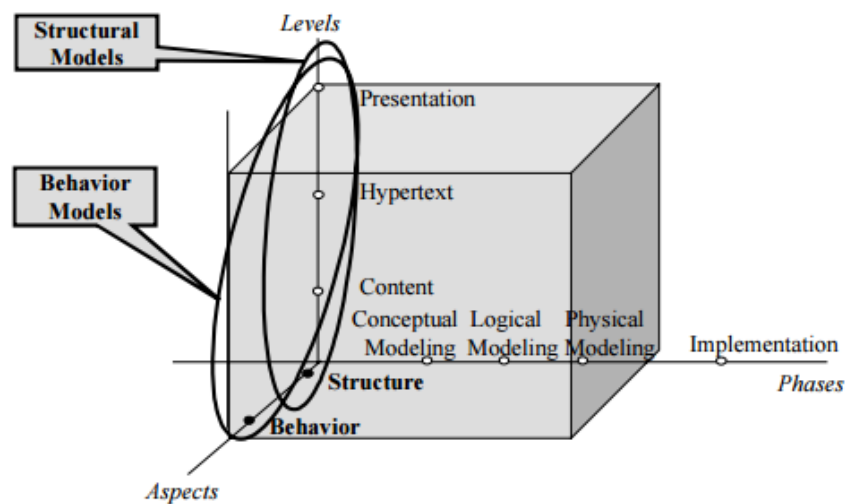 Levels
Structural
Models
Presentation
Behavior
Models
Hypertext
Content
Conceptual Logical Physical
Modeling Modeling Modeling
Implementation
Structure
Phases
Behavior
Aspects